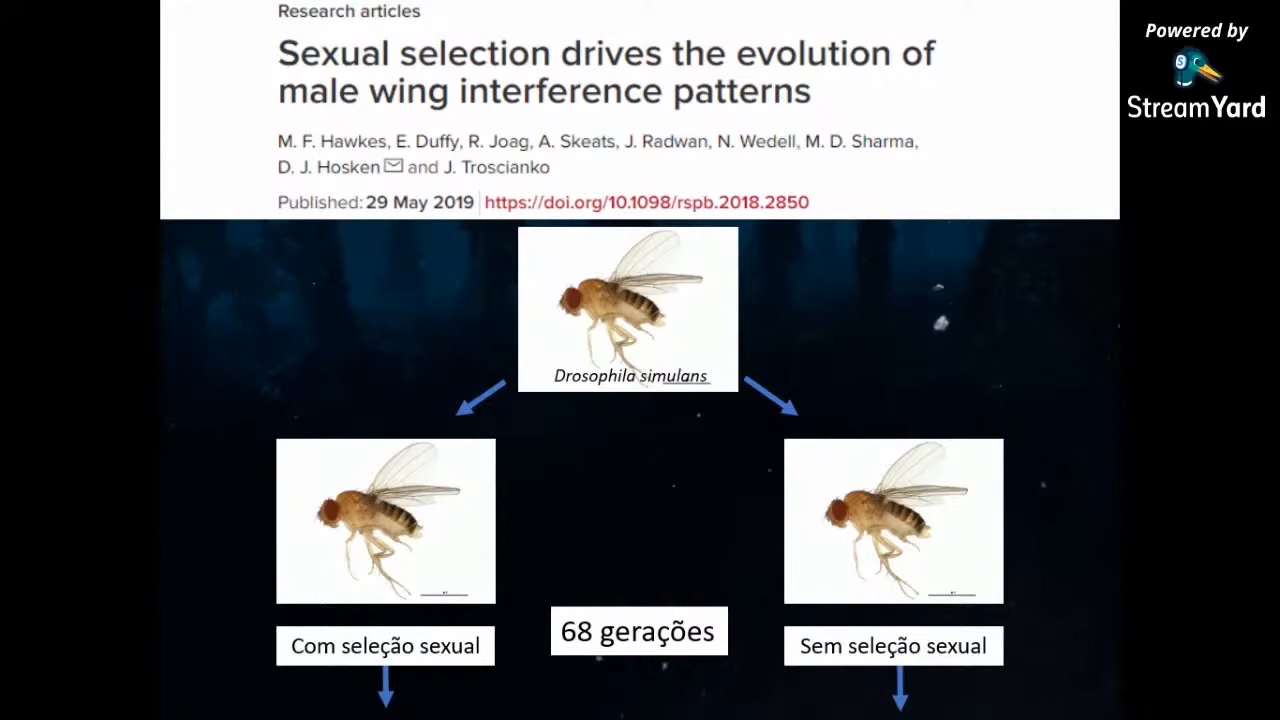 Research articles
Powered by
StreamYard
Sexual selection drives the evolution of
male wing interference patterns
M. F. Hawkes, E. Duffy, R. Joag, A. Skeats, J. Radwan, N. Wedell, M. D. Sharma,
D. J. Hosken and J. Troscianko
Published: 29 May 2019 https://doi.org/10.1098/rspb.2018.2850
Drosophila simulans
68 gerações
Com seleção sexual
Sem seleção sexual